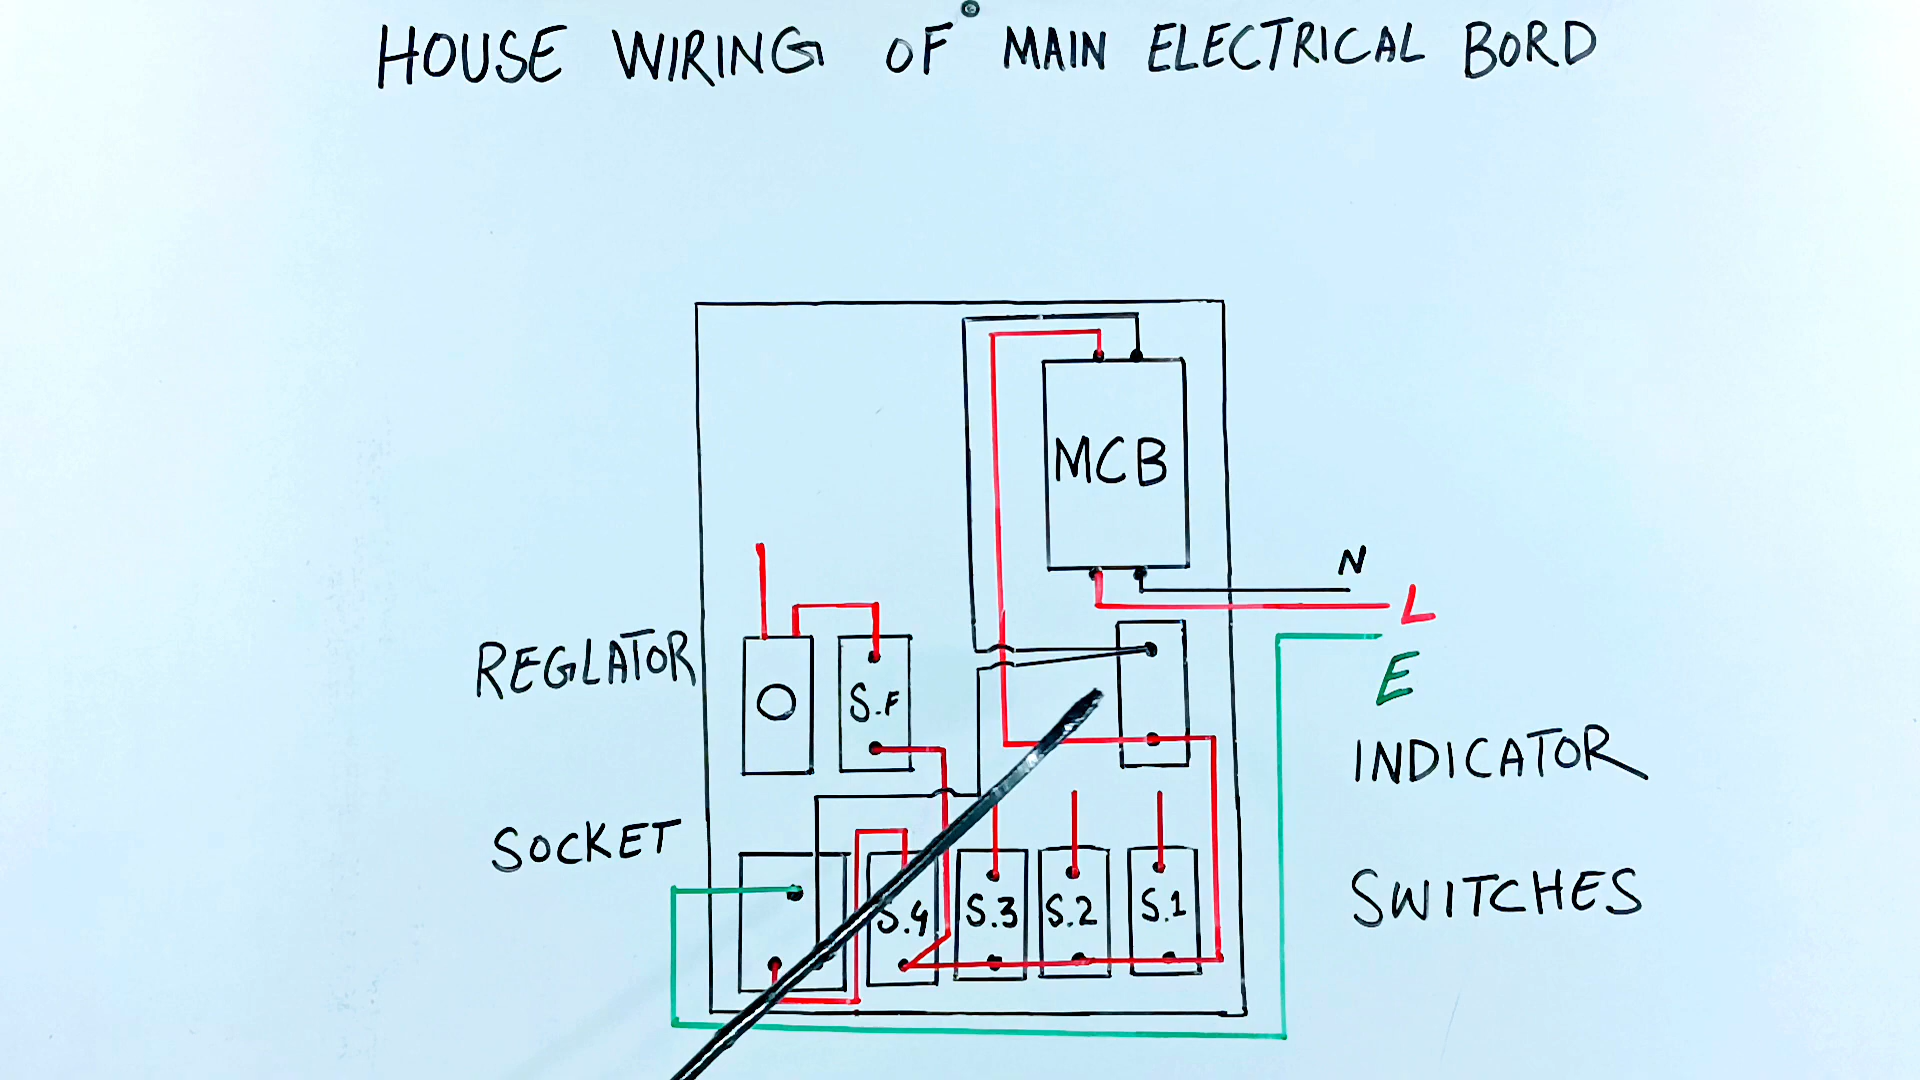 HOUSE WIRING OF MAIN ELECTRICAL BORD
MCB
N
L
E
REGLATOR
S.F
INDICATOR
SOCKET
S.4
S.3
S.2
S.1
SWITCHES